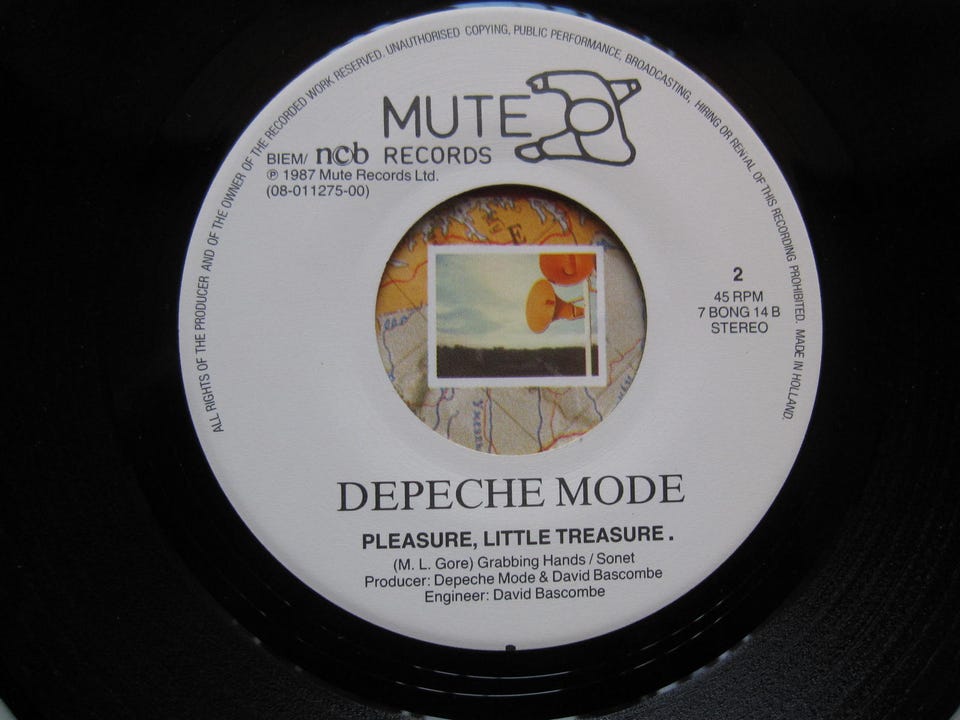 ALL RIGHTS OF THE PRODUCER AND OF THE OWNER OF THE RECORDED WORK RESERVED. UNAUTHORISED COPYING, PUBLIC PERFORMANCE, BROADCASTING, HIRING OR RENTAL OF THIS RECORDING PROHIBITED. MADE IN HOLLAND.
MUTE
BIEM/ ncb RECORDS
℗ 1987 Mute Records Ltd.
(08-011275-00)
2
45 RPM
7 BONG 14 B
STEREO
DEPECHE MODE
PLEASURE, LITTLE TREASURE.
(M. L. Gore) Grabbing Hands / Sonet
Producer: Depeche Mode & David Bascombe
Engineer: David Bascombe